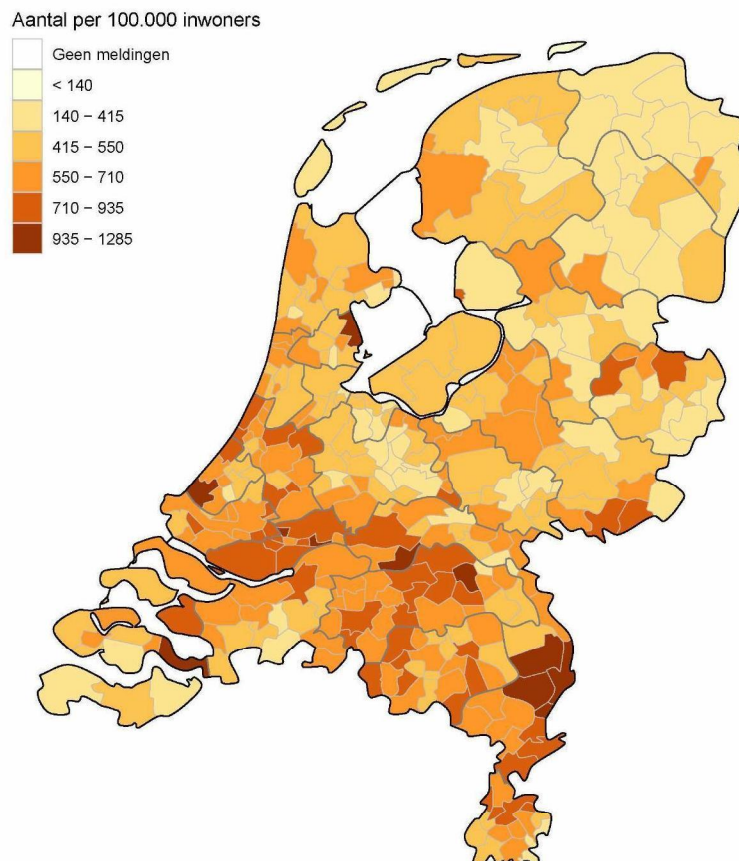 Aantal per 100.000 inwoners
Geen meldingen
< 140
140 – 415
415 – 550
550 – 710
710 – 935
935 – 1285